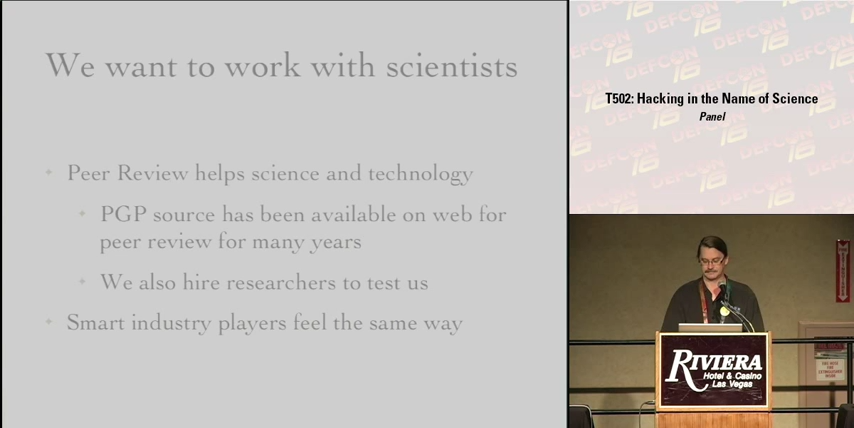 We want to work with scientists
Peer Review helps science and technology
PGP source has been available on web for
peer review for many years
We also hire researchers to test us
Smart industry players feel the same way
DEFCON 16
T502: Hacking in the Name of Science
Panel
RIVIERA
Hotel & Casino
Las Vegas